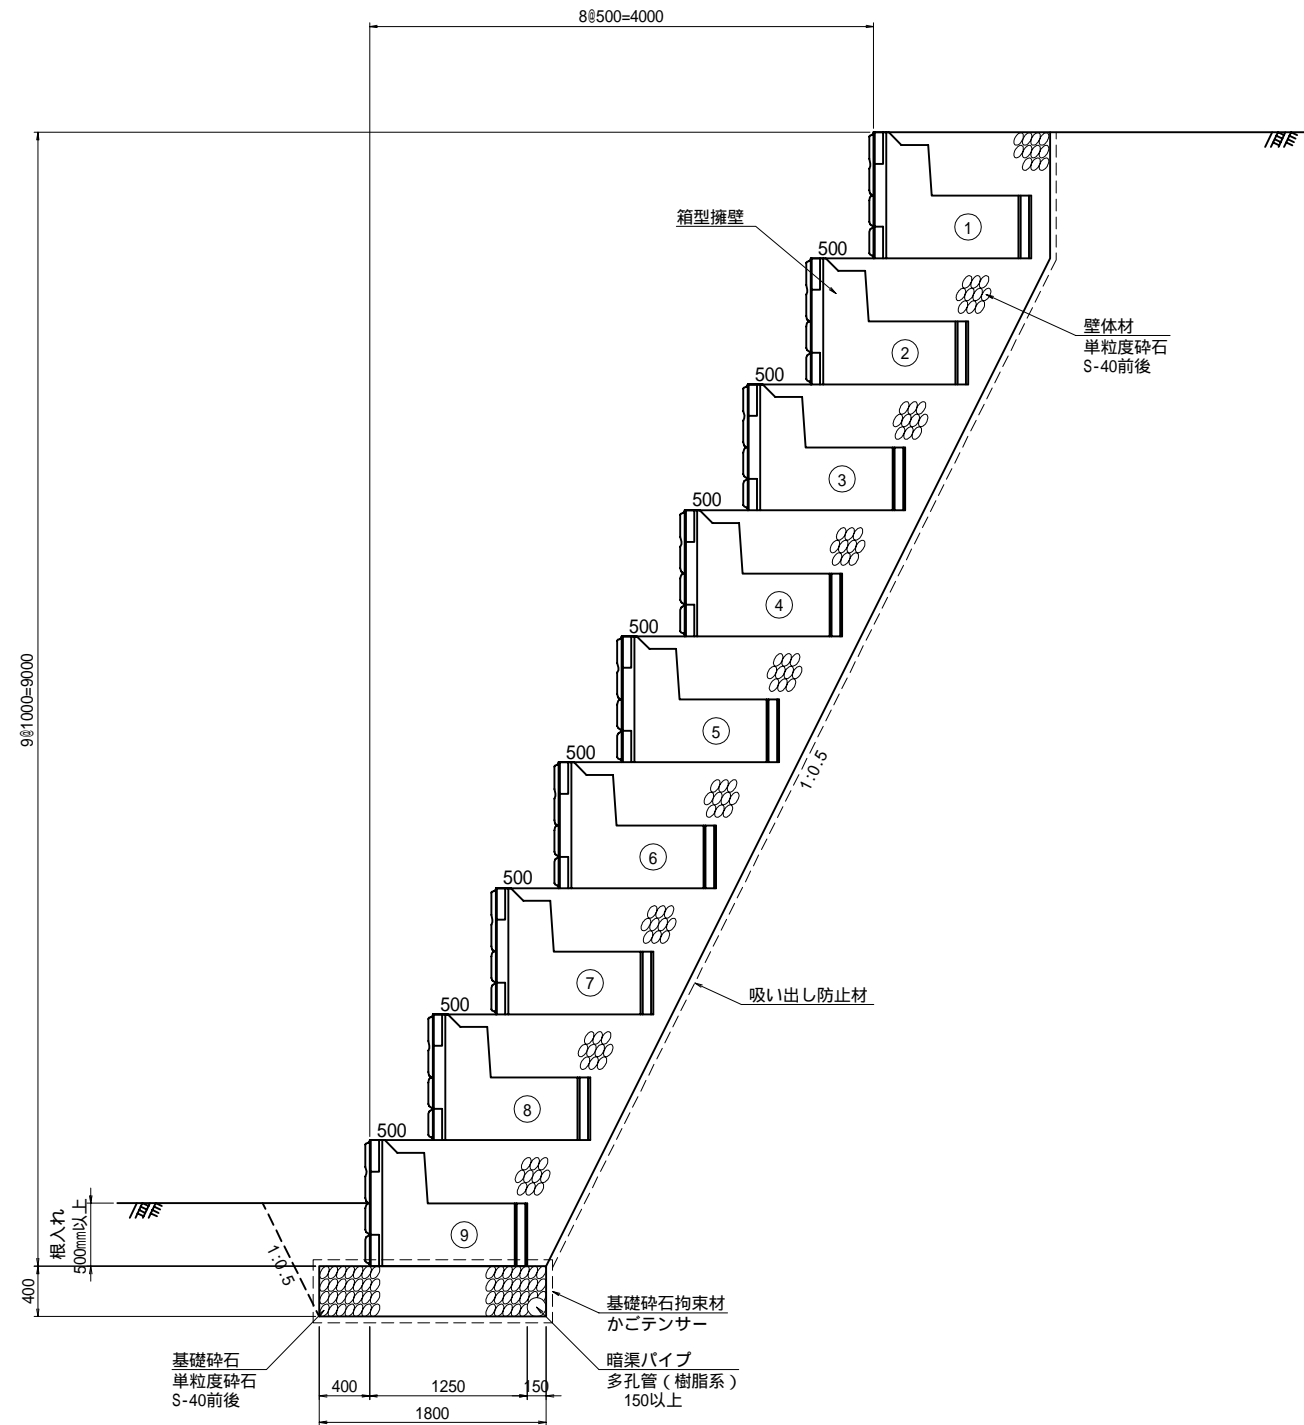 8@500=4000
箱型擁壁
①
500
壁体材
単粒度砕石
S-40前後
②
500
③
500
④
500
⑤
500
9@1000=9000
1:0.5
⑥
500
⑦
吸い出し防止材
500
⑧
500
⑨
根入れ
500mm以上
1:0.5
400
基礎砕石拘束材
かごテンサー
基礎砕石
単粒度砕石
S-40前後
暗渠パイプ
多孔管（樹脂系）
150以上
400
1250
150
1800